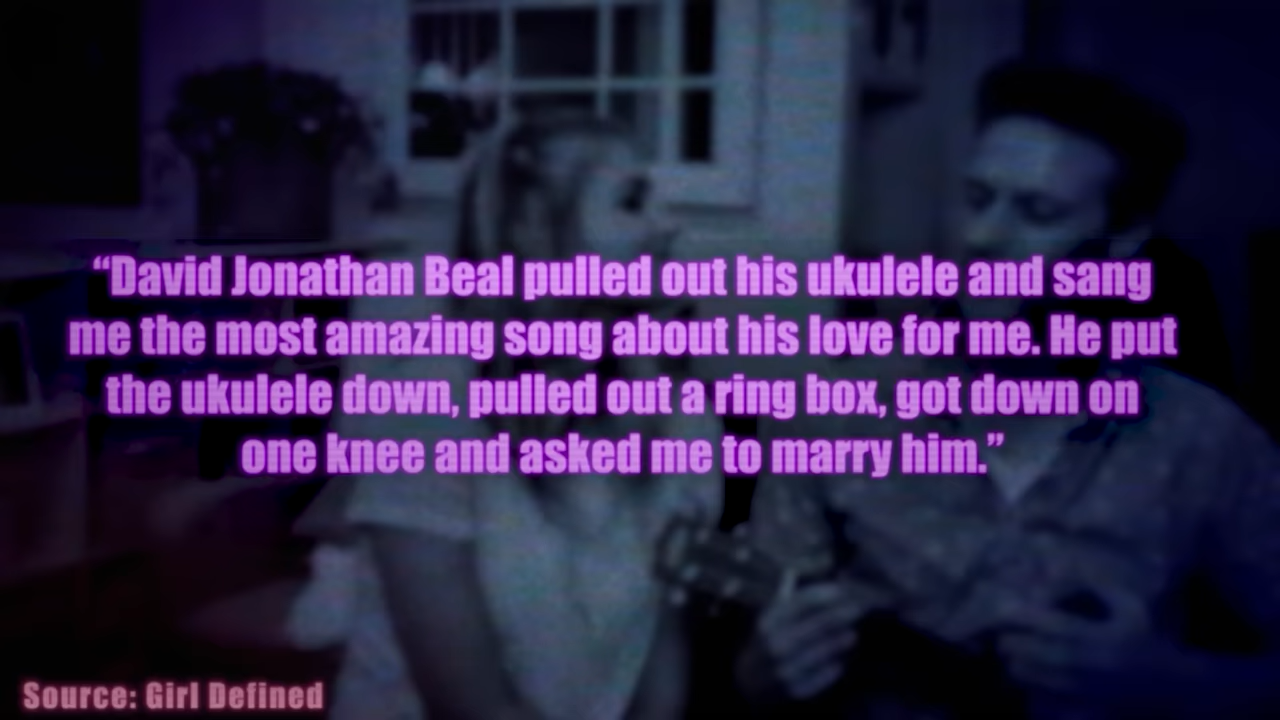 “David Jonathan Beal pulled out his ukulele and sang
me the most amazing song about his love for me. He put
the ukulele down, pulled out a ring box, got down on
one knee and asked me to marry him.”
Source: Girl Defined